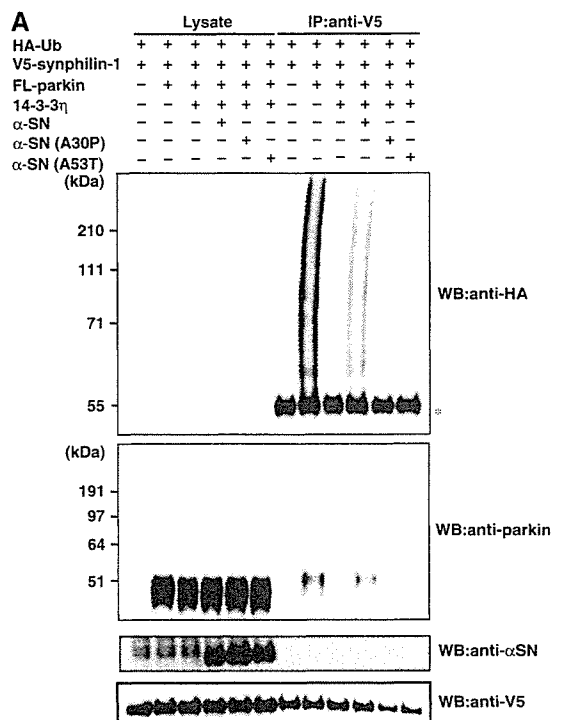 A
Lysate IP:anti-V5
HA-Ub + + + + + + + + + + + +
V5-synphilin-1 + + + + + + + + + + + +
FL-parkin − + + + + + − + + + + +
14-3-3η − − + + + + − − + + + +
α-SN − − − + − − − − − + − −
α-SN (A30P) − − − − + − − − − − + −
α-SN (A53T) − − − − − + − − − − − +
(kDa)
210
111
71
55
WB:anti-HA
*
(kDa)
191
97
64
51
WB:anti-parkin
WB:anti-αSN
WB:anti-V5